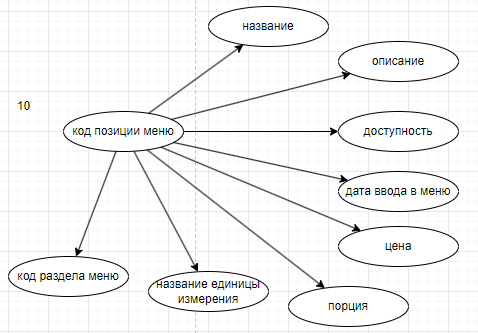 название
описание
10
код позиции меню
доступность
дата ввода в меню
цена
код раздела меню
название единицы
измерения
порция